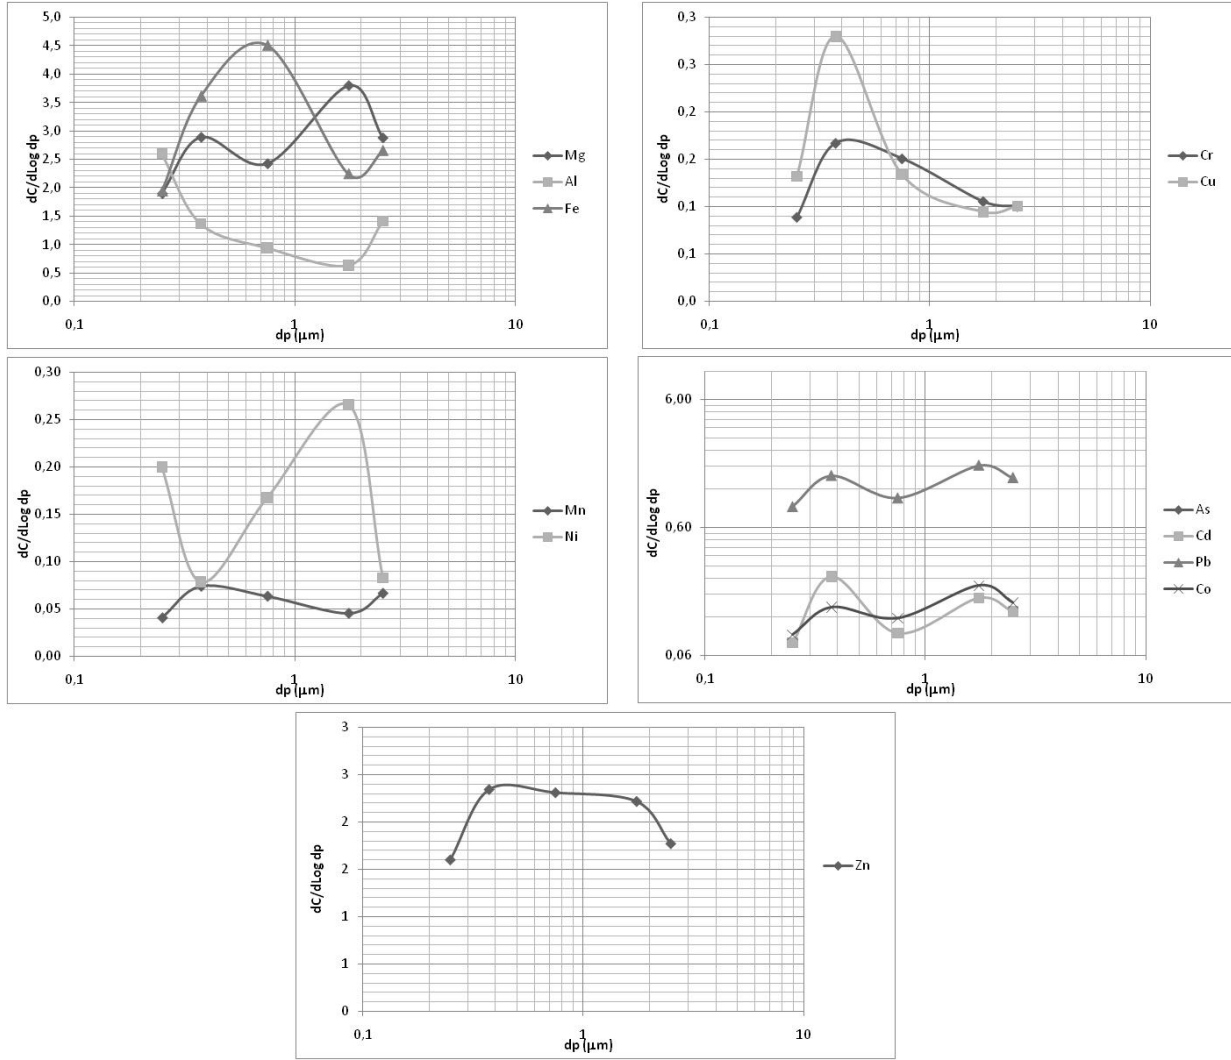 5,0
4,5
4,0
3,5
3,0
2,5
2,0
1,5
1,0
0,5
0,0
dC/dLog dp
0,1 1 10
dp (µm)
Mg
Al
Fe
0,3
0,3
0,2
0,2
0,1
0,1
0,0
dC/dLog dp
0,1 1 10
dp (µm)
Cr
Cu
0,30
0,25
0,20
0,15
0,10
0,05
0,00
dC/dLog dp
0,1 1 10
dp (µm)
Mn
Ni
6,00
0,60
0,06
dC/dLog dp
0,1 1 10
dp (µm)
As
Cd
Pb
Co
3
3
2
2
1
1
0
dC/dLog dp
0,1 1 10
dp (µm)
Zn